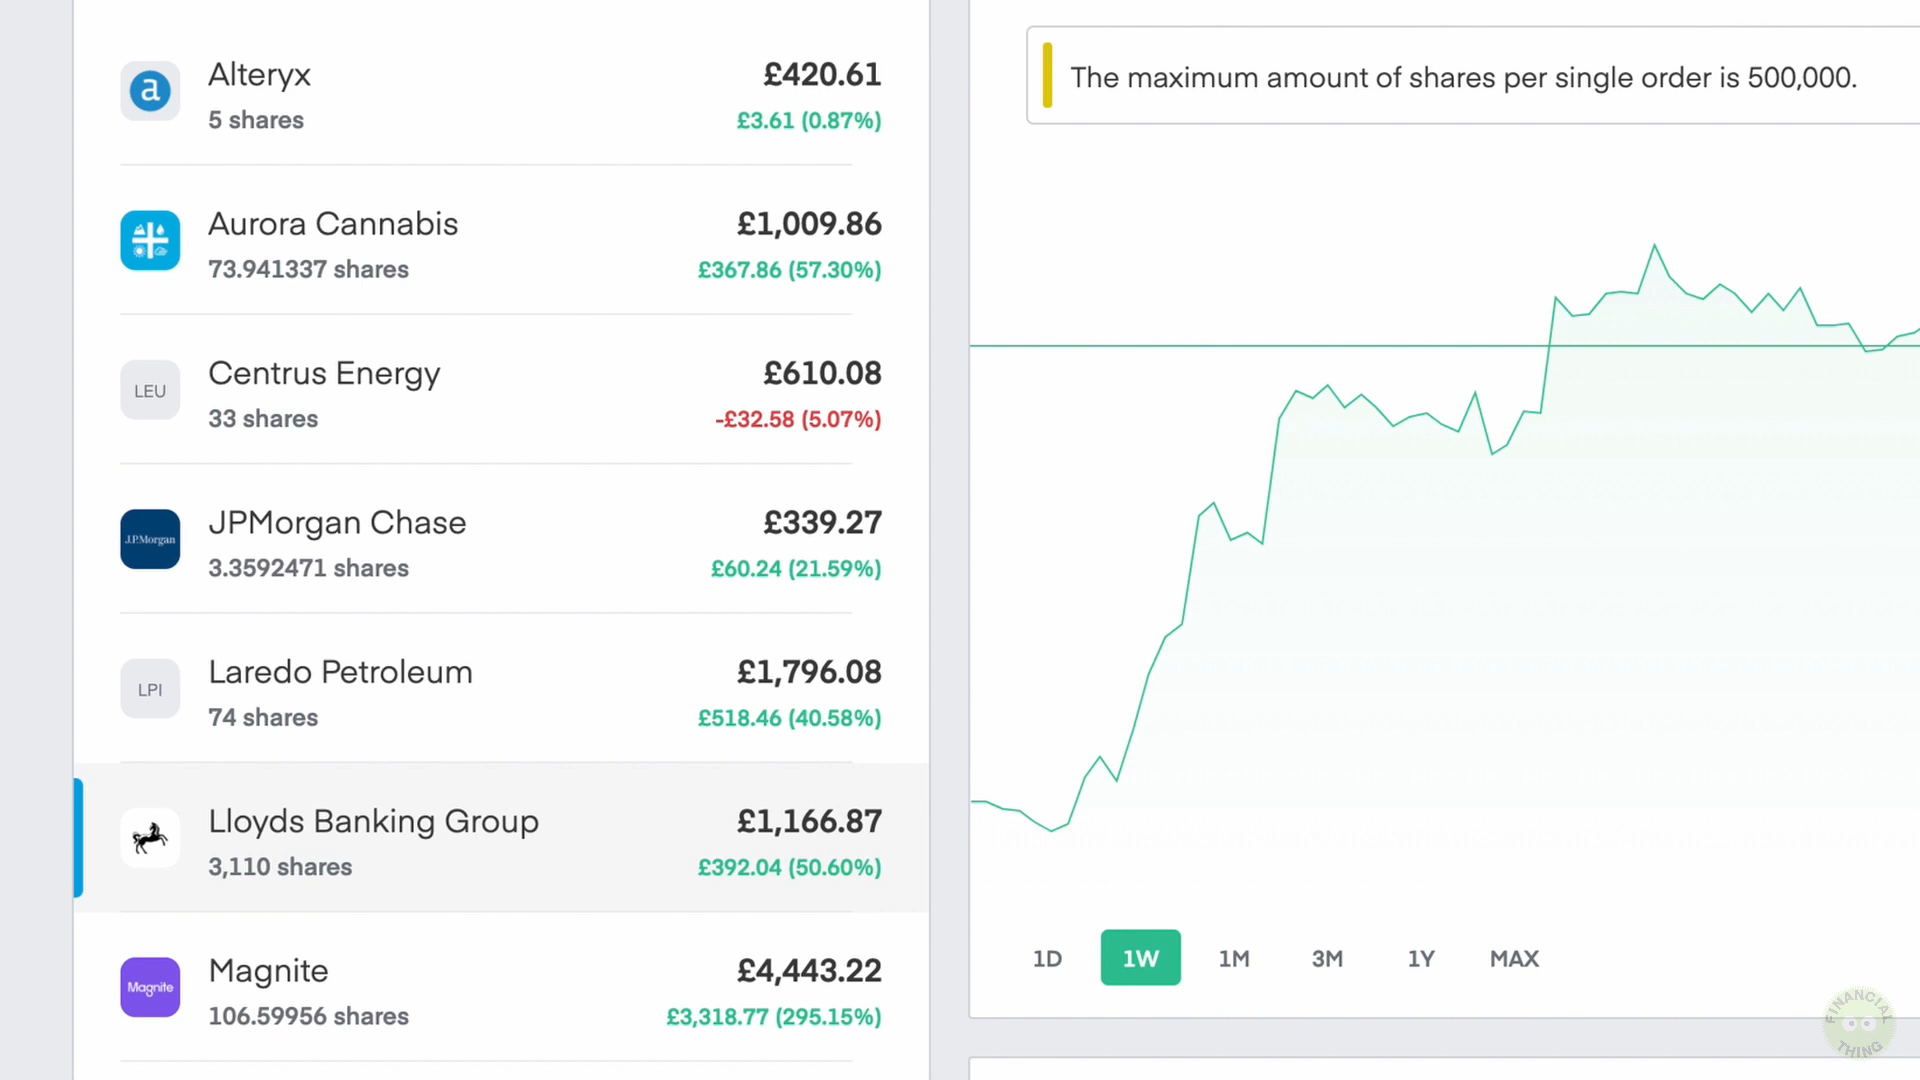 Alteryx
£420.61
5 shares
£3.61 (0.87%)
Aurora Cannabis
£1,009.86
73.941337 shares
£367.86 (57.30%)
LEU
Centrus Energy
£610.08
33 shares
-£32.58 (5.07%)
J.P.Morgan
JPMorgan Chase
£339.27
3.3592471 shares
£60.24 (21.59%)
LPI
Laredo Petroleum
£1,796.08
74 shares
£518.46 (40.58%)
Lloyds Banking Group
£1,166.87
3,110 shares
£392.04 (50.60%)
Magnite
Magnite
£4,443.22
106.59956 shares
£3,318.77 (295.15%)
The maximum amount of shares per single order is 500,000.
1D 1W 1M 3M 1Y MAX
FINANCIAL
THING